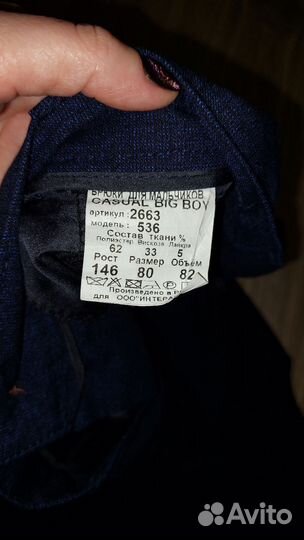 БРЮКИ ДЛЯ МАЛЬЧИКОВ
CASUAL BIG BOY
артикул: 2663
модель: 536
Состав ткани %
Полиэстер Вискоза Лайкра
62 33 5
Рост Размер Объем
146 80 82
Произведено в
для ООО"ИНТЕРА
Avito